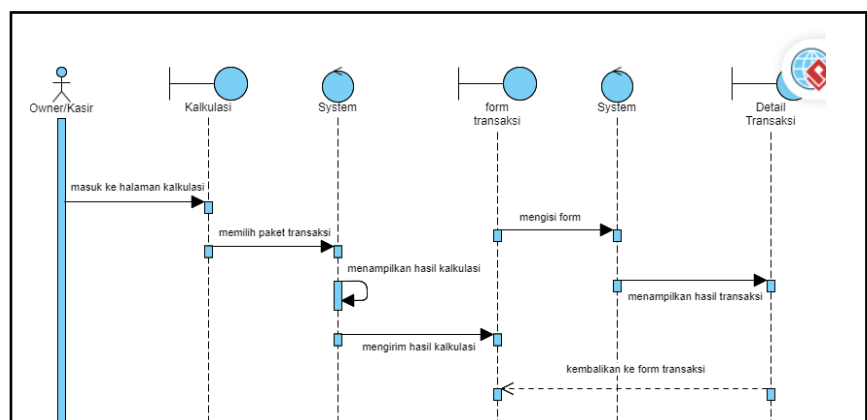 Owner/Kasir
Kalkulasi
System
form
transaksi
System
Detail
Transaksi
masuk ke halaman kalkulasi
memilih paket transaksi
mengisi form
menampilkan hasil kalkulasi
menampilkan hasil transaksi
mengirim hasil kalkulasi
kembalikan ke form transaksi